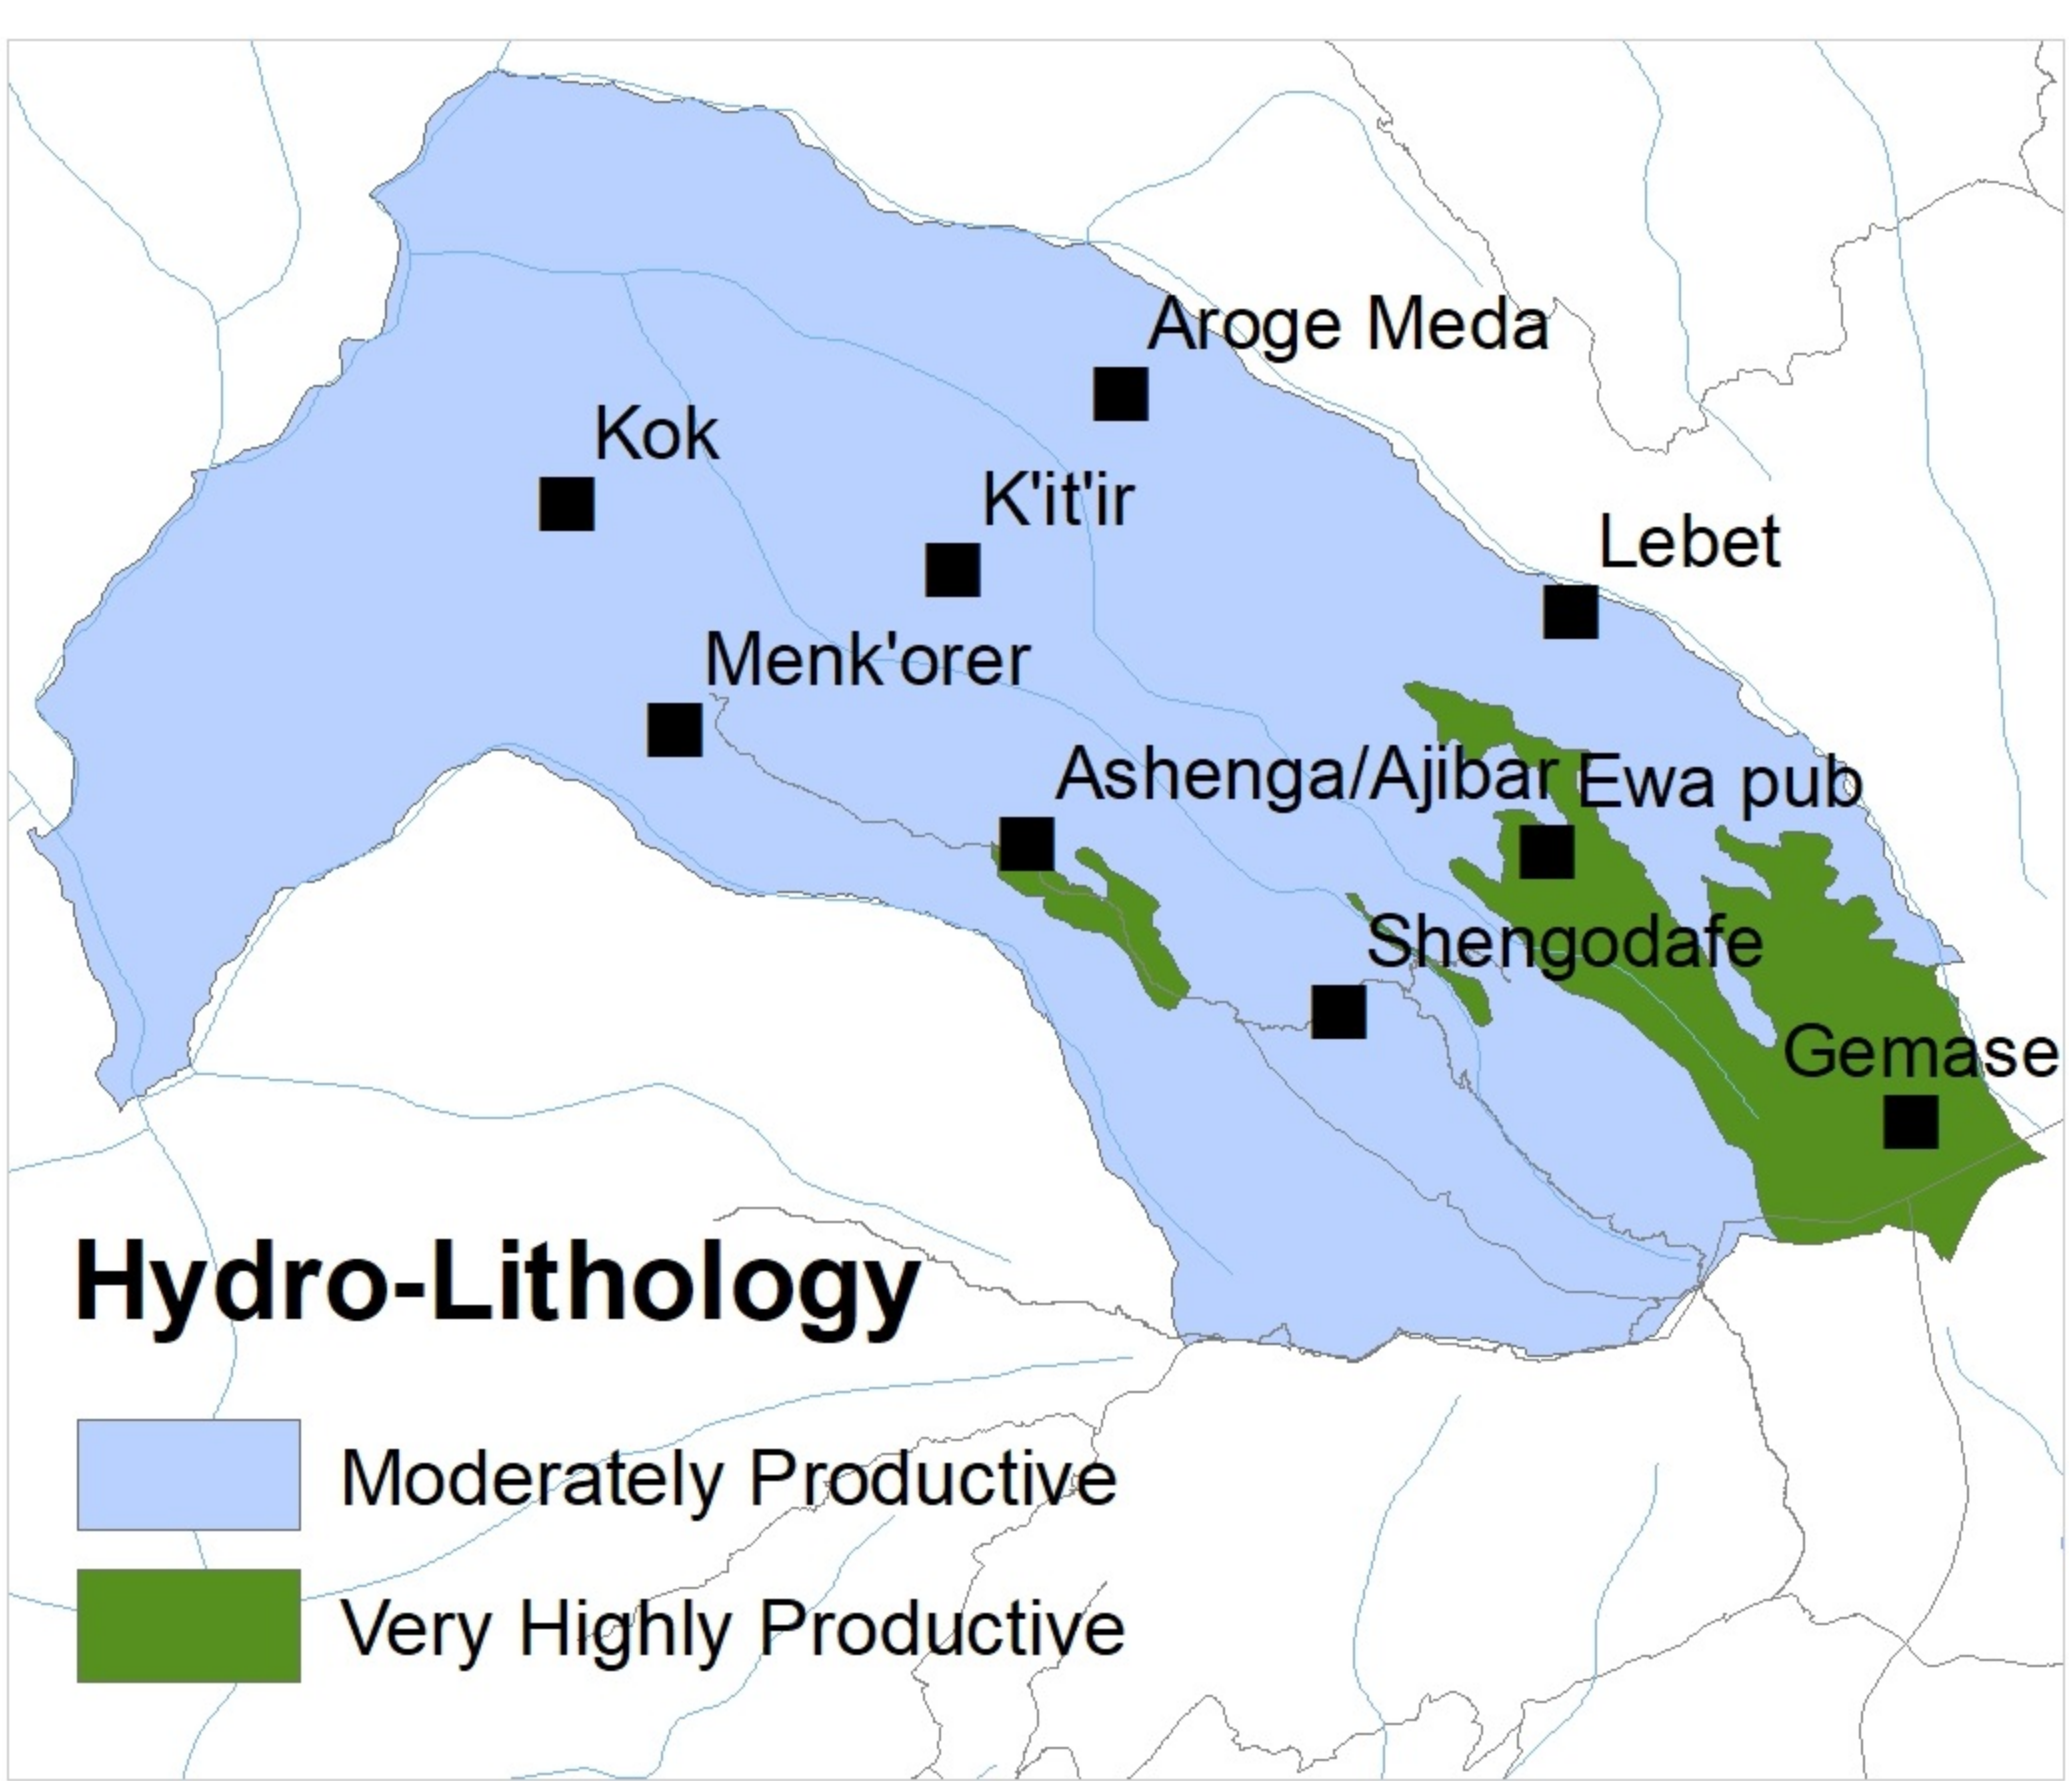 Aroge Meda
Kok
K'it'ir
Lebet
Menk'orer
Ashenga/Ajibar
Ewa pub
Shengodafe
Gemase
Hydro-Lithology
Moderately Productive
Very Highly Productive